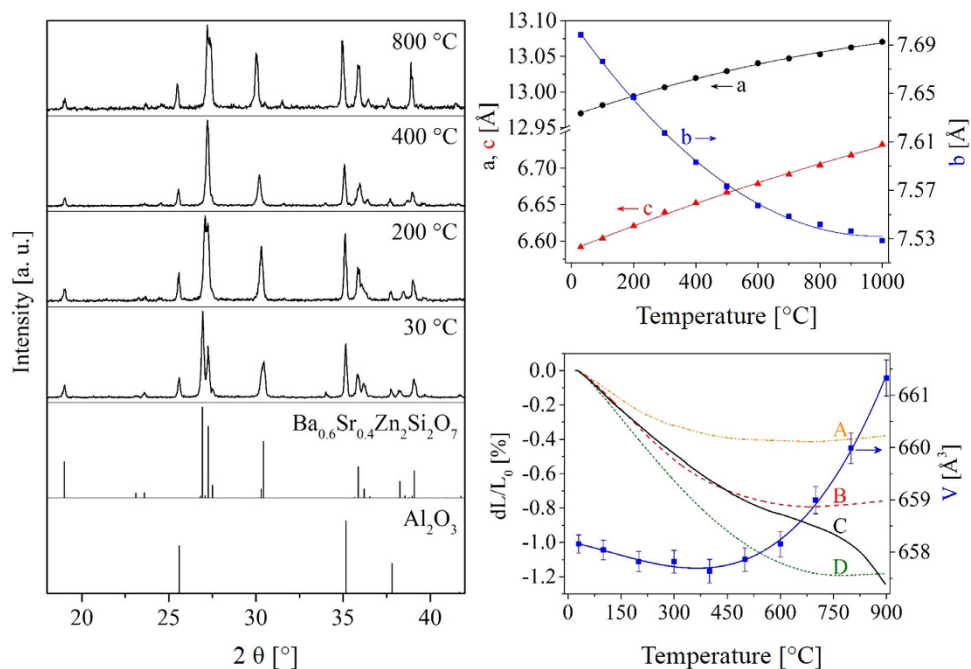 800 °C
400 °C
200 °C
30 °C
Ba0.6Sr0.4Zn2Si2O7
Al2O3
Intensity [a. u.]
20 25 30 35 40
2 θ [°]
13.10
13.05
13.00
12.95
6.70
6.65
6.60
a, c [Å]
a
b
c
7.69
7.65
7.61
7.57
7.53
b [Å]
0 200 400 600 800 1000
Temperature [°C]
0.0
-0.2
-0.4
-0.6
-0.8
-1.0
-1.2
dL/L0 [%]
A
B
C
D
661
660
659
658
V [Å3]
0 150 300 450 600 750 900
Temperature [°C]